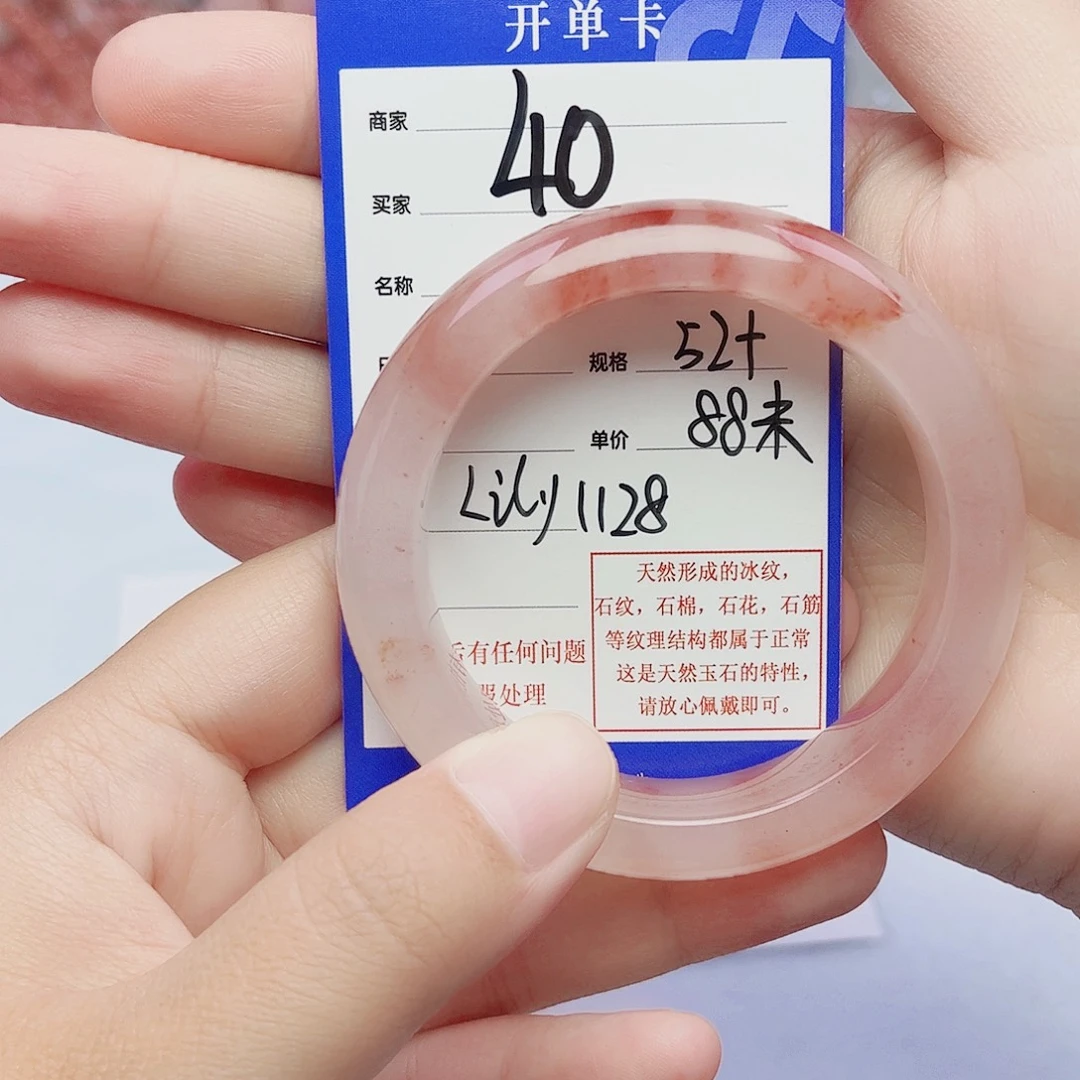 开单卡
商家 40
买家
名称
规格 52+
单价 88未
Lily 1128
天然形成的冰纹，
石纹，石棉，石花，石筋
等纹理结构都属于正常
这是天然玉石的特性，
请放心佩戴即可。
有任何问题
处理